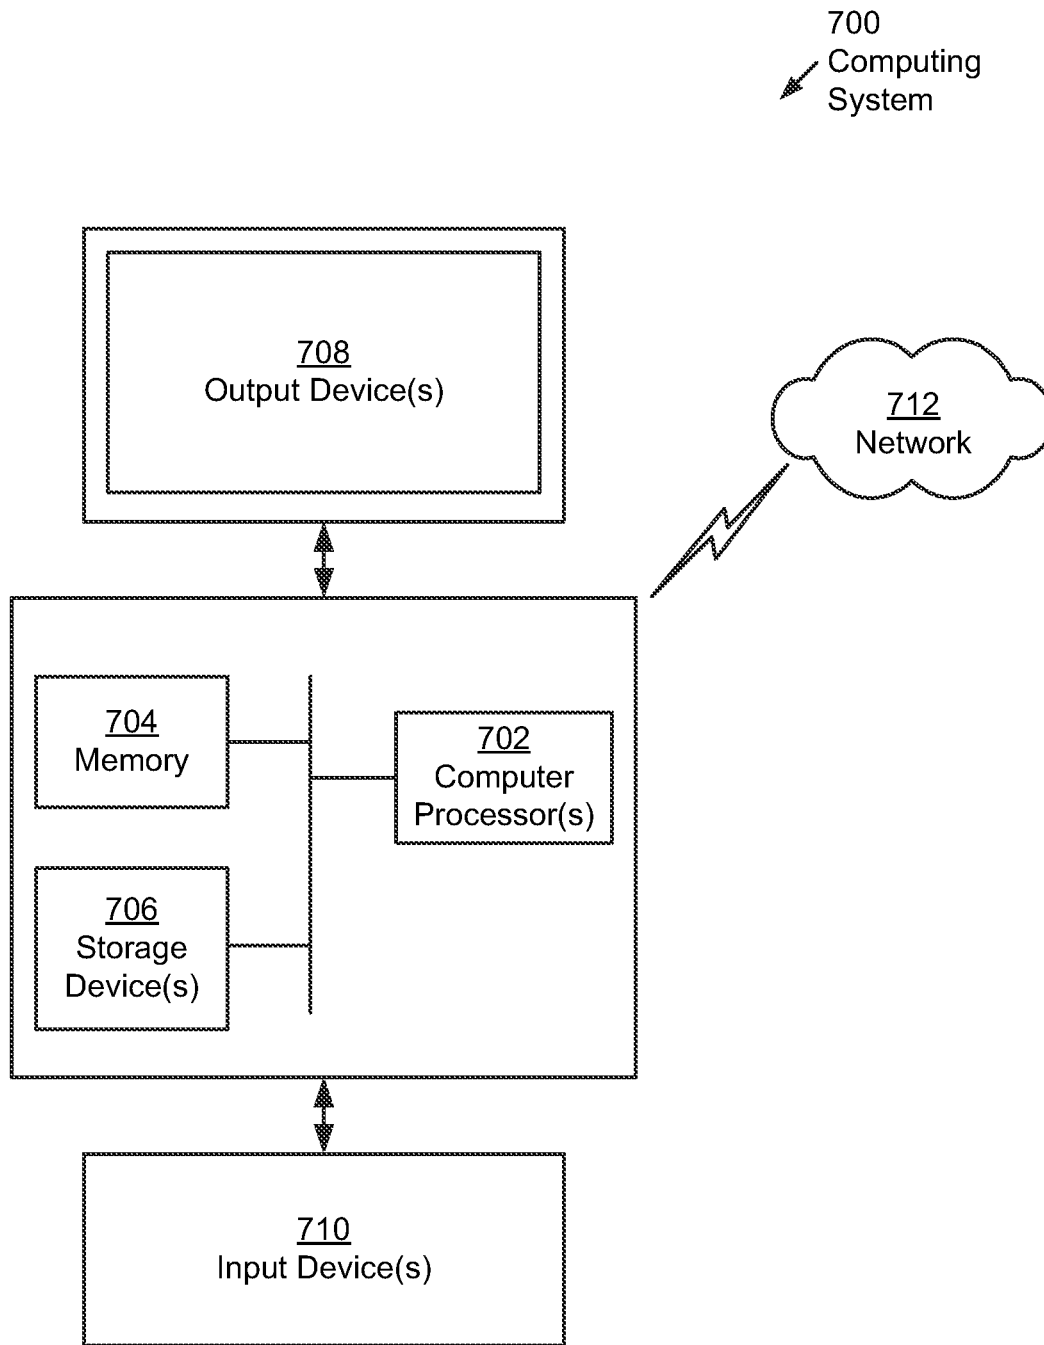 700
Computing
System
708
Output Device(s)
712
Network
704
Memory
702
Computer
Processor(s)
706
Storage
Device(s)
710
Input Device(s)